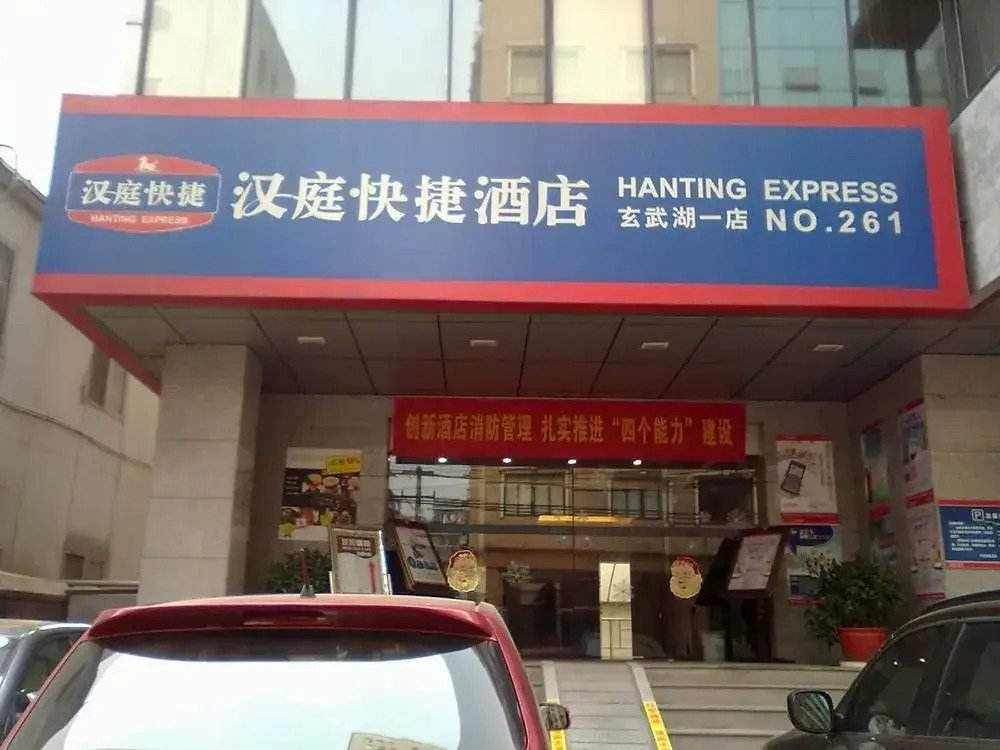 汉庭快捷
HANTING EXPRESS
汉庭快捷酒店
HANTING EXPRESS
玄武湖一店 NO.261
创新酒店消防管理 扎实推进“四个能力”建设
P